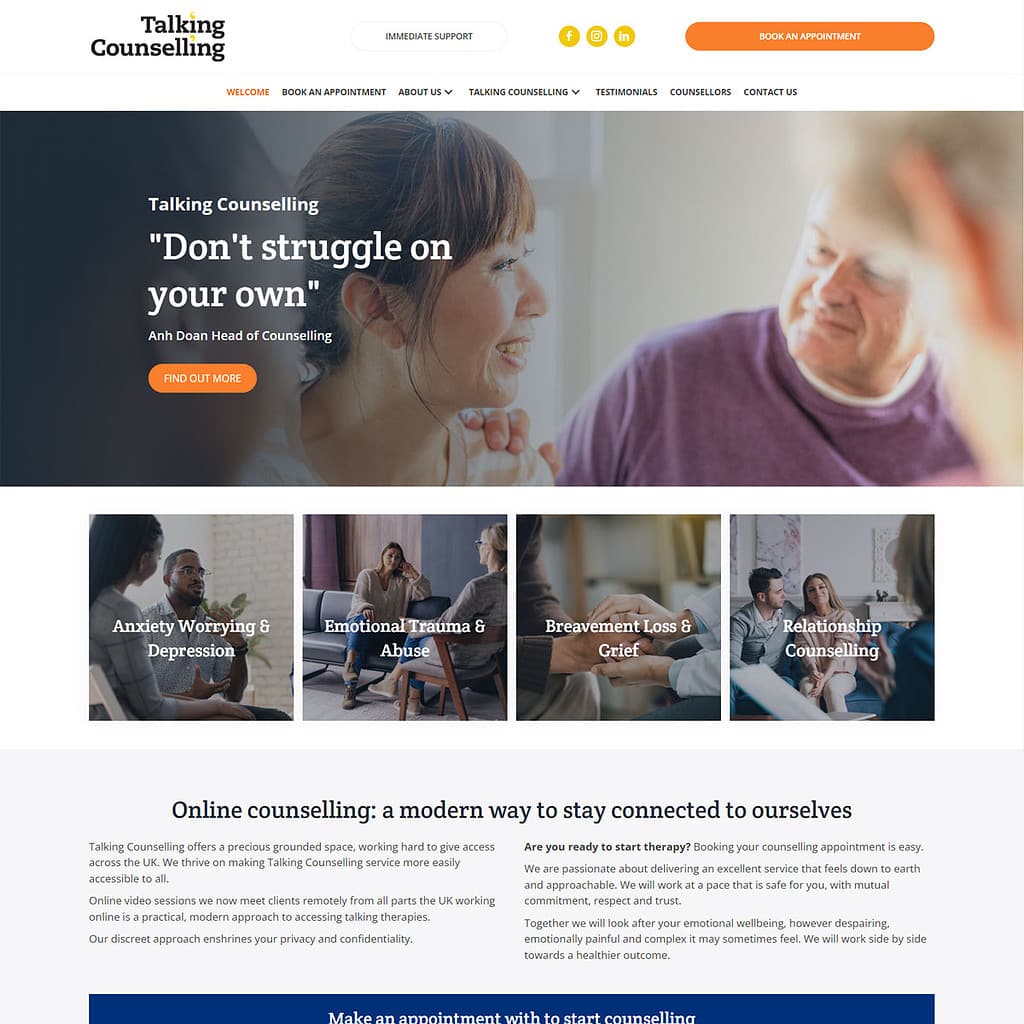 Talking
Counselling
IMMEDIATE SUPPORT
f
in
BOOK AN APPOINTMENT
WELCOME
BOOK AN APPOINTMENT
ABOUT US
TALKING COUNSELLING
TESTIMONIALS
COUNSELLORS
CONTACT US
Talking Counselling
"Don't struggle on
your own"
Anh Doan Head of Counselling
FIND OUT MORE
Anxiety Worrying &
Depression
Emotional Trauma &
Abuse
Breavement Loss &
Grief
Relationship
Counselling
Online counselling: a modern way to stay connected to ourselves
Talking Counselling offers a precious grounded space, working hard to give access
across the UK. We thrive on making Talking Counselling service more easily
accessible to all.
Online video sessions we now meet clients remotely from all parts the UK working
online is a practical, modern approach to accessing talking therapies.
Our discreet approach enshrines your privacy and confidentiality.
Are you ready to start therapy? Booking your counselling appointment is easy.
We are passionate about delivering an excellent service that feels down to earth
and approachable. We will work at a pace that is safe for you, with mutual
commitment, respect and trust.
Together we will look after your emotional wellbeing, however despairing,
emotionally painful and complex it may sometimes feel. We will work side by side
towards a healthier outcome.
Make an appointment with to start counselling